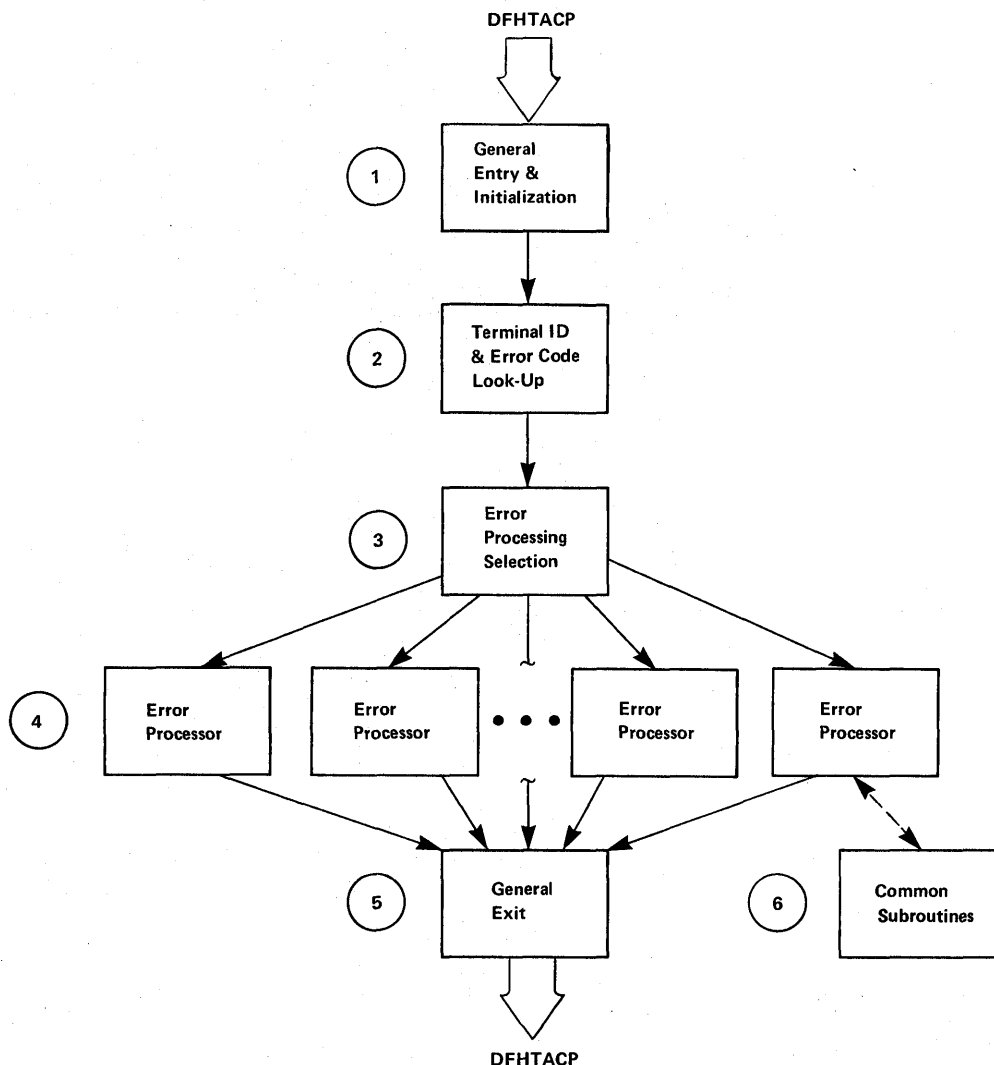 DFHTACP
1
General
Entry &
Initialization
2
Terminal ID
& Error Code
Look-Up
3
Error
Processing
Selection
4
Error
Processor
Error
Processor
Error
Processor
Error
Processor
5
General
Exit
6
Common
Subroutines
DFHTACP